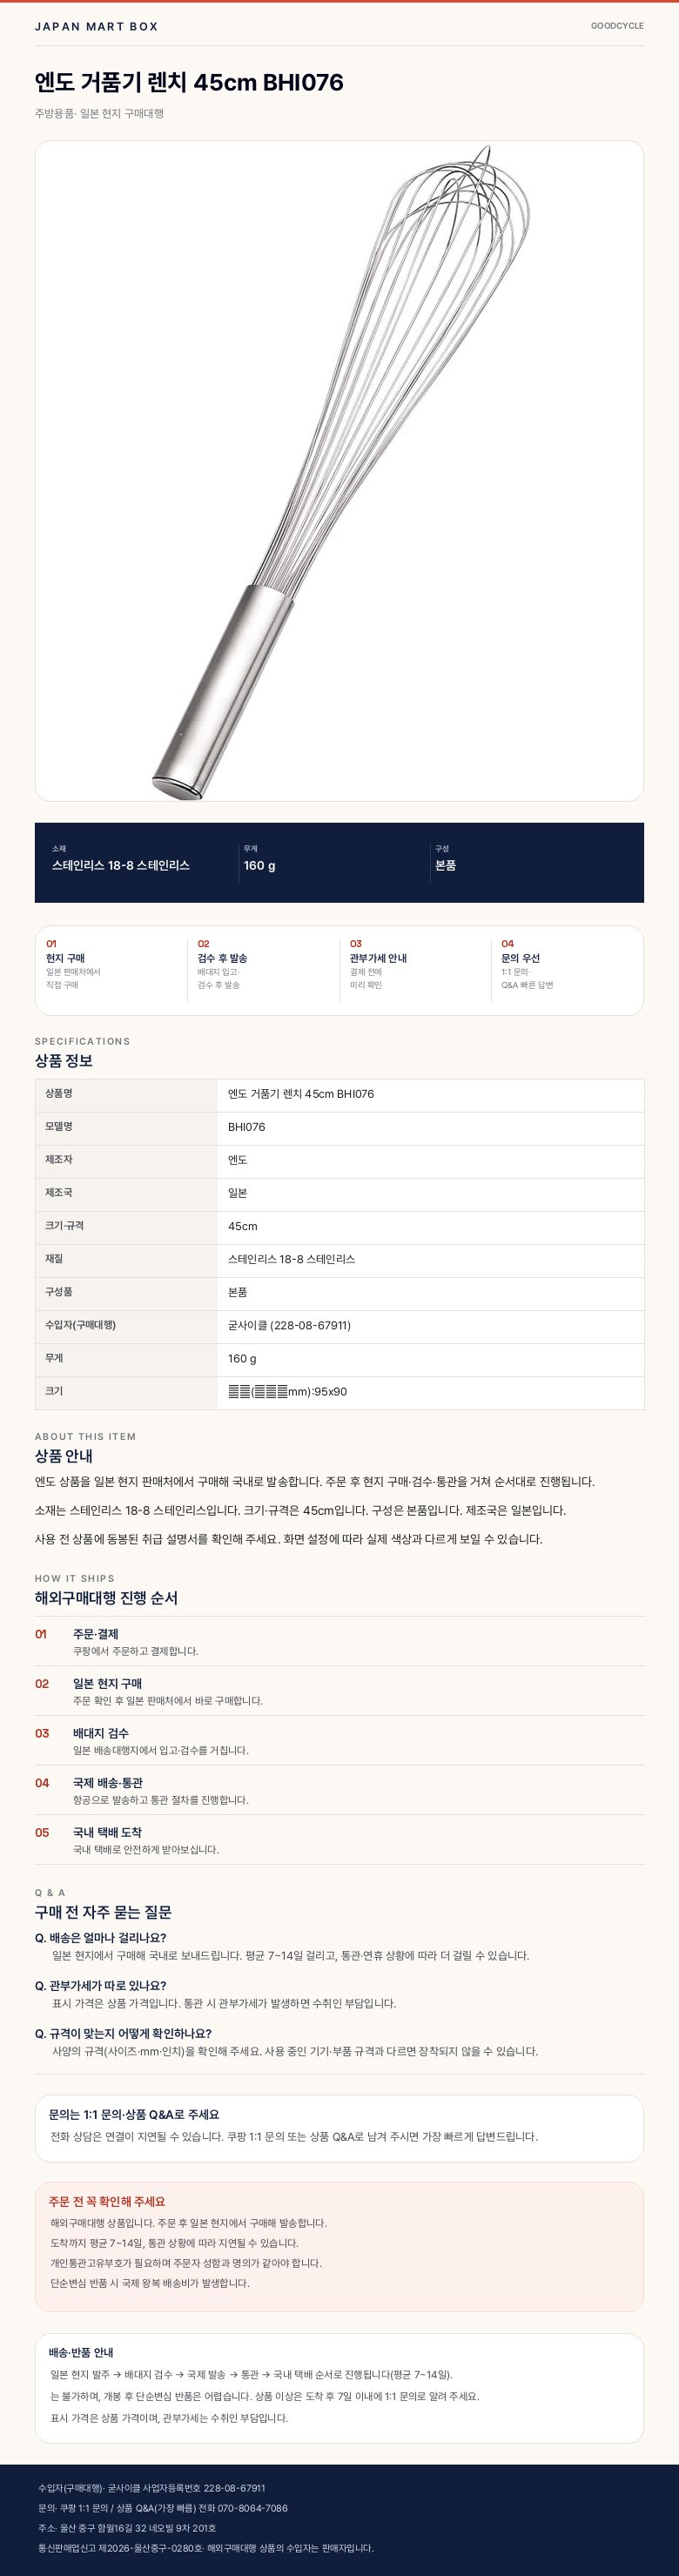 JAPAN MART BOX
GOODCYCLE
엔도 거품기 렌치 45cm BHI076
주방용품· 일본 현지 구매대행
소재
스테인리스 18-8 스테인리스
무게
160 g
구성
본품
01
현지 구매
일본 판매처에서
직접 구매
02
검수 후 발송
배대지 입고·
검수 후 발송
03
관부가세 안내
결제 전에
미리 확인
04
문의 우선
1:1 문의·
Q&A 빠른 답변
SPECIFICATIONS
상품 정보
상품명 엔도 거품기 렌치 45cm BHI076
모델명 BHI076
제조자 엔도
제조국 일본
크기·규격 45cm
재질 스테인리스 18-8 스테인리스
구성품 본품
수입자(구매대행) 굳사이클 (228-08-67911)
무게 160 g
크기 (mm):95x90
ABOUT THIS ITEM
상품 안내
엔도 상품을 일본 현지 판매처에서 구매해 국내로 발송합니다. 주문 후 현지 구매·검수·통관을 거쳐 순서대로 진행됩니다.
소재는 스테인리스 18-8 스테인리스입니다. 크기·규격은 45cm입니다. 구성은 본품입니다. 제조국은 일본입니다.
사용 전 상품에 동봉된 취급 설명서를 확인해 주세요. 화면 설정에 따라 실제 색상과 다르게 보일 수 있습니다.
HOW IT SHIPS
해외구매대행 진행 순서
01 주문·결제
쿠팡에서 주문하고 결제합니다.
02 일본 현지 구매
주문 확인 후 일본 판매처에서 바로 구매합니다.
03 배대지 검수
일본 배송대행지에서 입고·검수를 거칩니다.
04 국제 배송·통관
항공으로 발송하고 통관 절차를 진행합니다.
05 국내 택배 도착
국내 택배로 안전하게 받아보십니다.
Q & A
구매 전 자주 묻는 질문
Q. 배송은 얼마나 걸리나요?
일본 현지에서 구매해 국내로 보내드립니다. 평균 7~14일 걸리고, 통관·연휴 상황에 따라 더 걸릴 수 있습니다.
Q. 관부가세가 따로 있나요?
표시 가격은 상품 가격입니다. 통관 시 관부가세가 발생하면 수취인 부담입니다.
Q. 규격이 맞는지 어떻게 확인하나요?
사양의 규격(사이즈·mm·인치)을 확인해 주세요. 사용 중인 기기·부품 규격과 다르면 장착되지 않을 수 있습니다.
문의는 1:1 문의·상품 Q&A로 주세요
전화 상담은 연결이 지연될 수 있습니다. 쿠팡 1:1 문의 또는 상품 Q&A로 남겨 주시면 가장 빠르게 답변드립니다.
주문 전 꼭 확인해 주세요
해외구매대행 상품입니다. 주문 후 일본 현지에서 구매해 발송합니다.
도착까지 평균 7~14일, 통관 상황에 따라 지연될 수 있습니다.
개인통관고유부호가 필요하며 주문자 성함과 명의가 같아야 합니다.
단순변심 반품 시 국제 왕복 배송비가 발생합니다.
배송·반품 안내
일본 현지 발주 → 배대지 검수 → 국제 발송 → 통관 → 국내 택배 순서로 진행됩니다(평균 7~14일).
는 불가하며, 개봉 후 단순변심 반품은 어렵습니다. 상품 이상은 도착 후 7일 이내에 1:1 문의로 알려 주세요.
표시 가격은 상품 가격이며, 관부가세는 수취인 부담입니다.
수입자(구매대행)· 굳사이클 사업자등록번호 228-08-67911
문의· 쿠팡 1:1 문의 / 상품 Q&A(가장 빠름) 전화 070-8064-7086
주소· 울산 중구 함월16길 32 네오빌 9차 201호
통신판매업신고 제2026-울산중구-0280호· 해외구매대행 상품의 수입자는 판매자입니다.